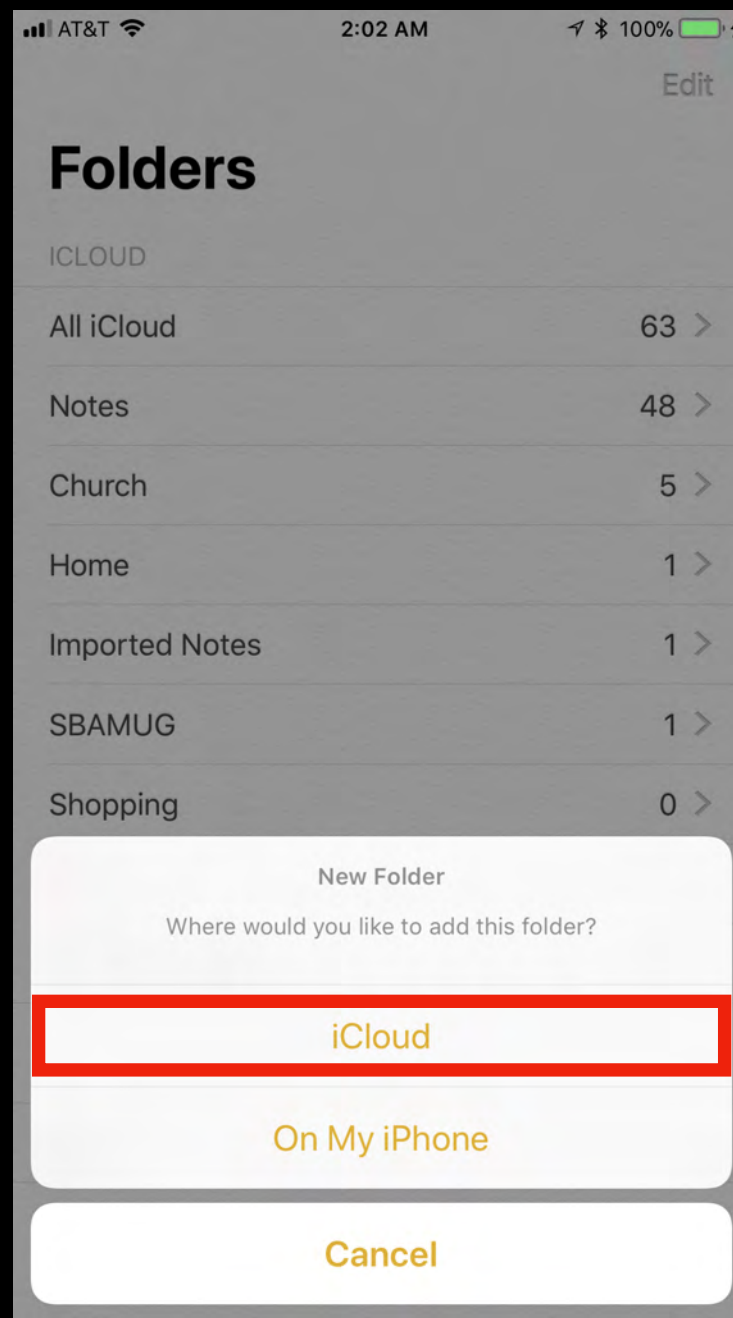 AT&T 2:02 AM 100%
Edit
Folders
ICLOUD
All iCloud 63
Notes 48
Church 5
Home 1
Imported Notes 1
SBAMUG 1
Shopping 0
New Folder
Where would you like to add this folder?
iCloud
On My iPhone
Cancel